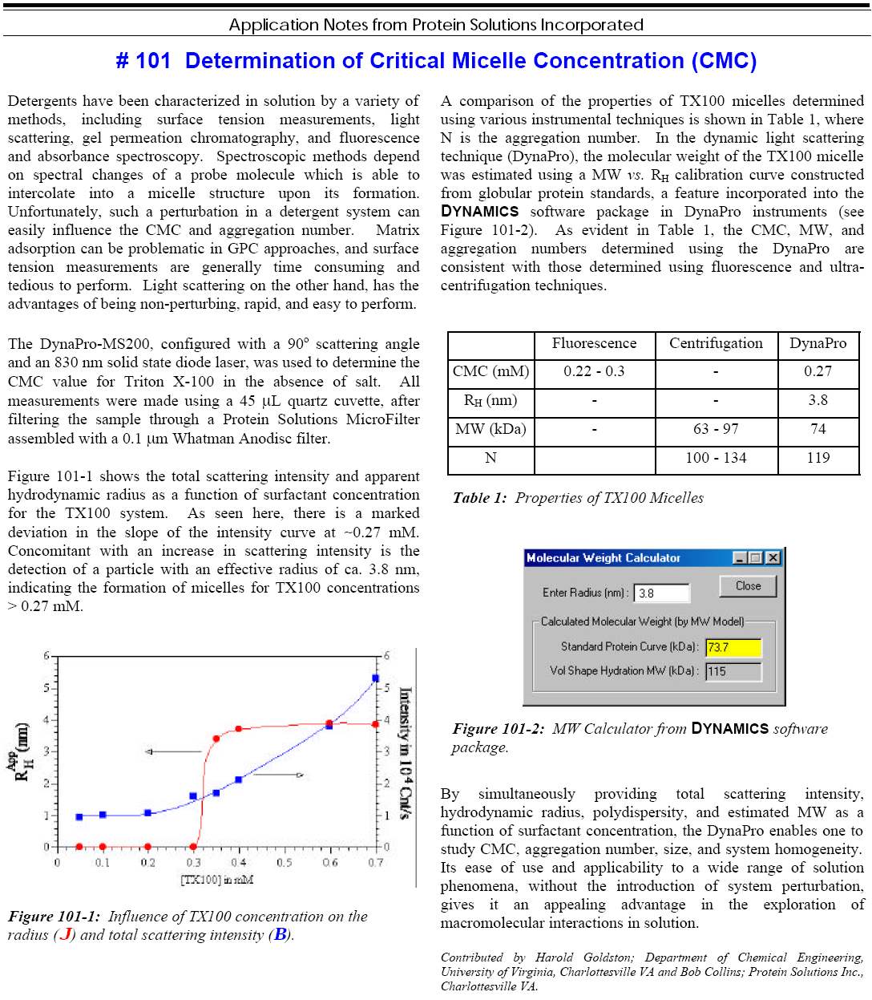 Application Notes from Protein Solutions Incorporated
# 101 Determination of Critical Micelle Concentration (CMC)
Detergents have been characterized in solution by a variety of
methods, including surface tension measurements, light
scattering, gel permeation chromatography, and fluorescence
and absorbance spectroscopy. Spectroscopic methods depend
on spectral changes of a probe molecule which is able to
intercolate into a micelle structure upon its formation.
Unfortunately, such a perturbation in a detergent system can
easily influence the CMC and aggregation number. Matrix
adsorption can be problematic in GPC approaches, and surface
tension measurements are generally time consuming and
tedious to perform. Light scattering on the other hand, has the
advantages of being non-perturbing, rapid, and easy to perform.
The DynaPro-MS200, configured with a 90º scattering angle
and an 830 nm solid state diode laser, was used to determine the
CMC value for Triton X-100 in the absence of salt. All
measurements were made using a 45 µL quartz cuvette, after
filtering the sample through a Protein Solutions MicroFilter
assembled with a 0.1 µm Whatman Anodisc filter.
Figure 101-1 shows the total scattering intensity and apparent
hydrodynamic radius as a function of surfactant concentration
for the TX100 system. As seen here, there is a marked
deviation in the slope of the intensity curve at ~0.27 mM.
Concomitant with an increase in scattering intensity is the
detection of a particle with an effective radius of ca. 3.8 nm,
indicating the formation of micelles for TX100 concentrations
> 0.27 mM.
6 6
5 5
4 4
3 3
2 2
1 1
0 0
R_H^App (nm)
Intensity in 10^4 Cnt/s
0 0.1 0.2 0.3 0.4 0.5 0.6 0.7
[TX100] in mM
Figure 101-1: Influence of TX100 concentration on the
radius (J) and total scattering intensity (B).
A comparison of the properties of TX100 micelles determined
using various instrumental techniques is shown in Table 1, where
N is the aggregation number. In the dynamic light scattering
technique (DynaPro), the molecular weight of the TX100 micelle
was estimated using a MW vs. RH calibration curve constructed
from globular protein standards, a feature incorporated into the
DYNAMICS software package in DynaPro instruments (see
Figure 101-2). As evident in Table 1, the CMC, MW, and
aggregation numbers determined using the DynaPro are
consistent with those determined using fluorescence and ultra-
centrifugation techniques.
Fluorescence Centrifugation DynaPro
CMC (mM) 0.22 - 0.3 - 0.27
RH (nm) - - 3.8
MW (kDa) - 63 - 97 74
N 100 - 134 119
Table 1: Properties of TX100 Micelles
Molecular Weight Calculator
Enter Radius (nm) : 3.8 Close
Calculated Molecular Weight (by MW Model)
Standard Protein Curve (kDa) : 73.7
Vol Shape Hydration MW (kDa) : 115
Figure 101-2: MW Calculator from DYNAMICS software
package.
By simultaneously providing total scattering intensity,
hydrodynamic radius, polydispersity, and estimated MW as a
function of surfactant concentration, the DynaPro enables one to
study CMC, aggregation number, size, and system homogeneity.
Its ease of use and applicability to a wide range of solution
phenomena, without the introduction of system perturbation,
gives it an appealing advantage in the exploration of
macromolecular interactions in solution.
Contributed by Harold Goldston; Department of Chemical Engineering,
University of Virginia, Charlottesville VA and Bob Collins; Protein Solutions Inc.,
Charlottesville VA.